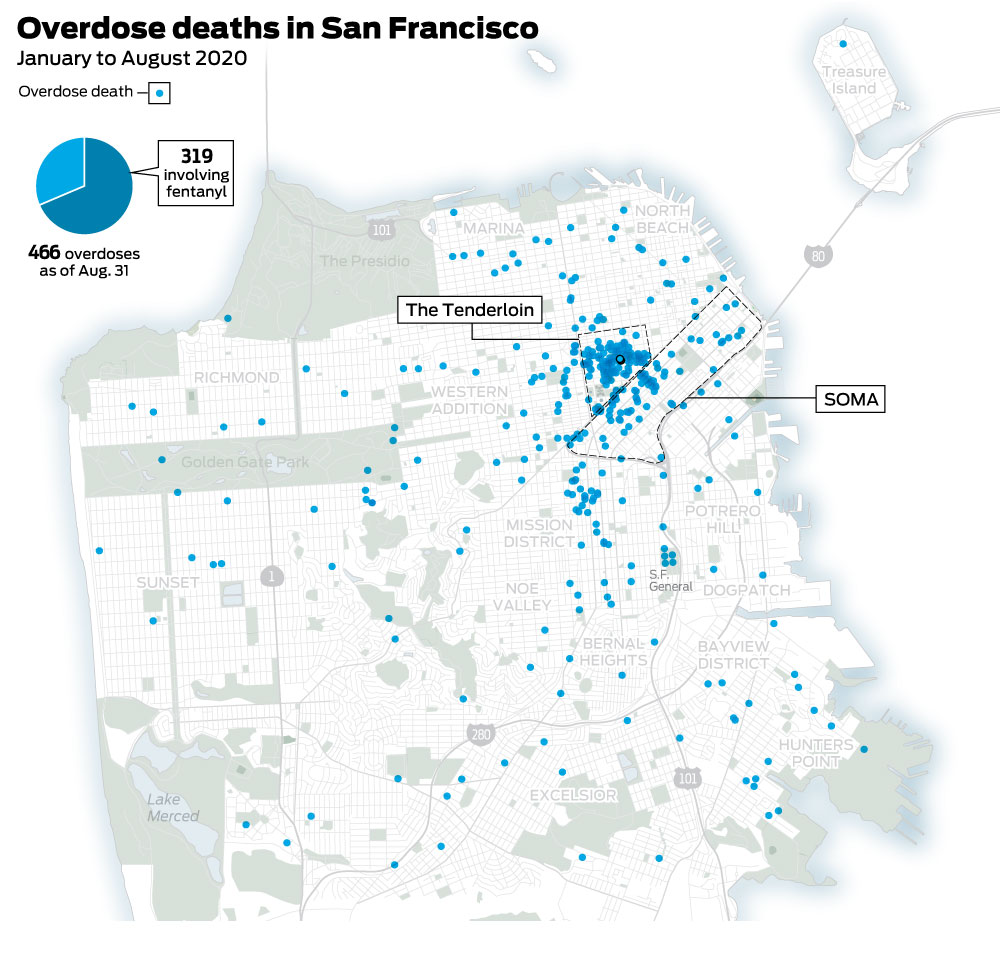 Overdose deaths in San Francisco
January to August 2020
Overdose death
319
involving
fentanyl
466 overdoses
as of Aug. 31
Treasure
Island
101
MARINA
NORTH
BEACH
The Presidio
80
The Tenderloin
RICHMOND
WESTERN
ADDITION
SOMA
Golden Gate Park
MISSION
DISTRICT
POTRERO
HILL
SUNSET
1
NOE
VALLEY
S.F.
General
DOGPATCH
BERNAL
HEIGHTS
BAYVIEW
DISTRICT
280
HUNTERS
POINT
101
EXCELSIOR
Lake
Merced